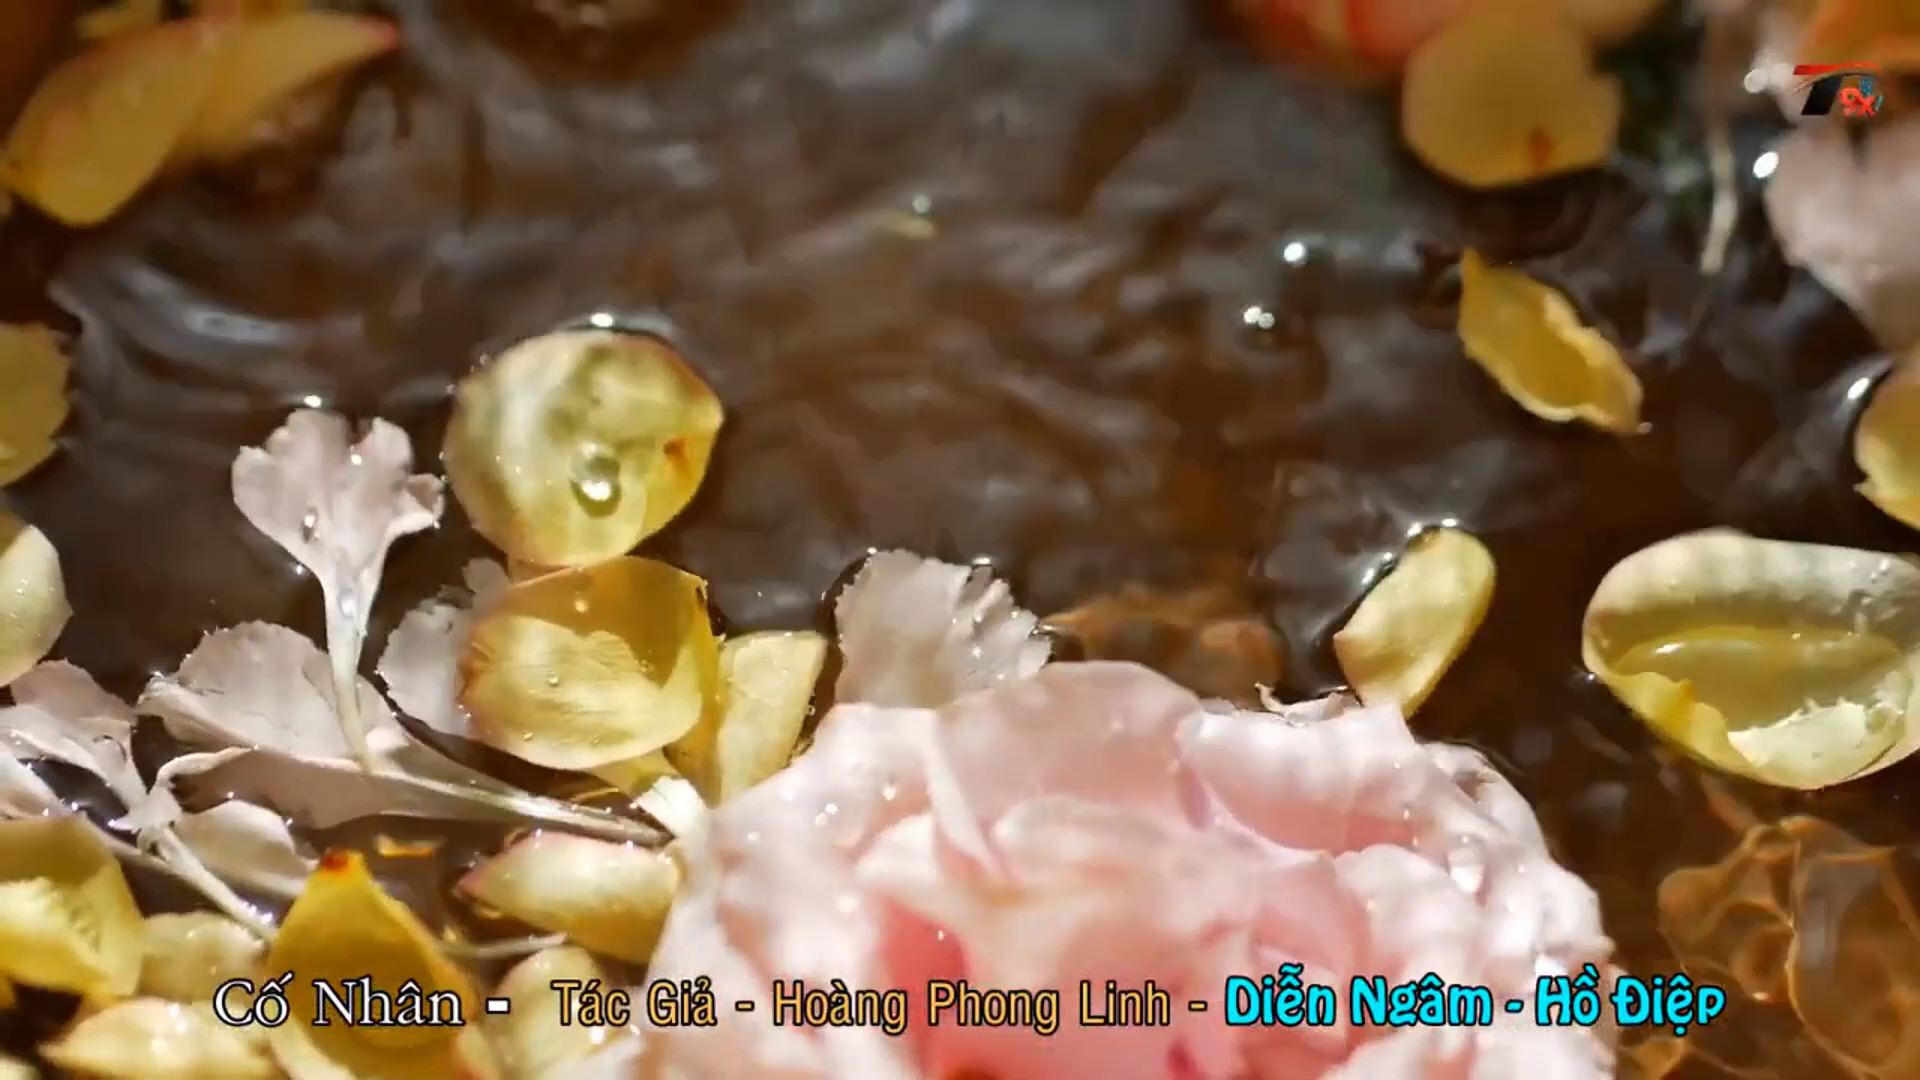 Cố Nhân - Tác Giả - Hoàng Phong Linh - Diễn Ngâm - Hồ Điệp